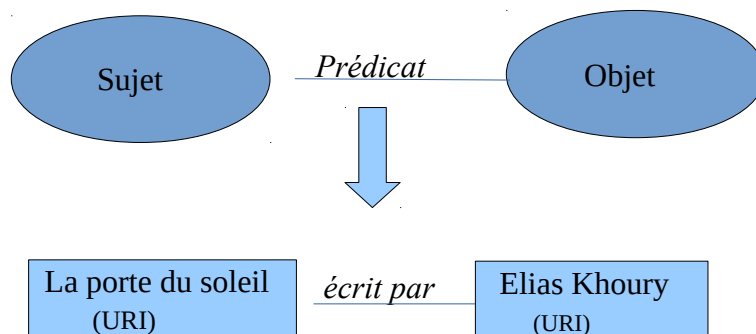 Sujet
Prédicat
Objet
La porte du soleil
(URI)
écrit par
Elias Khoury
(URI)